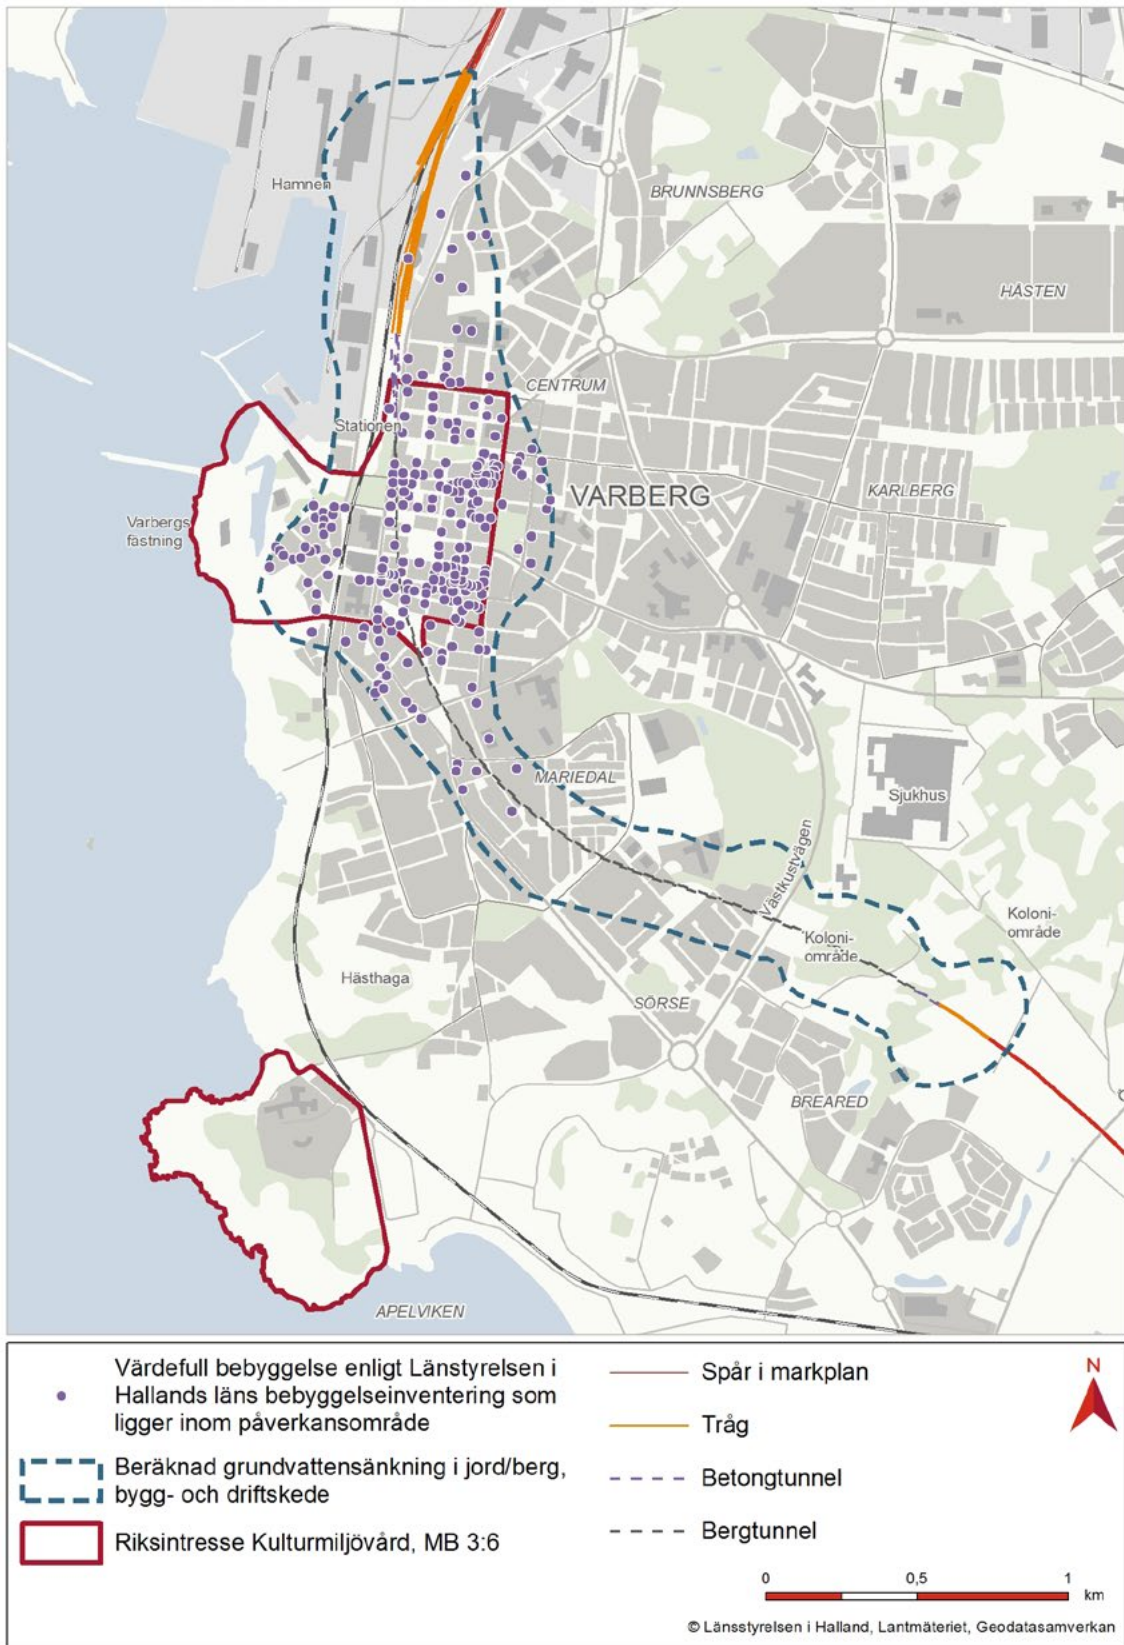 Hamnen
BRUNNSBERG
HÅSTEN
CENTRUM
Stationen
VARBERG
KARLBERG
Varbergs
fästning
MARIEDAL
Sjukhus
Västkustvägen
Koloni-
område
Koloni-
område
Hästhaga
SÖRSE
BREARED
APELVIKEN
Värdefull bebyggelse enligt Länstyrelsen i
Hallands läns bebyggelseinventering som
ligger inom påverkansområde
Beräknad grundvattensänkning i jord/berg,
bygg- och driftskede
Riksintresse Kulturmiljövård, MB 3:6
Spår i markplan
Tråg
Betongtunnel
Bergtunnel
N
0 0,5 1
km
© Länsstyrelsen i Halland, Lantmäteriet, Geodatasamverkan